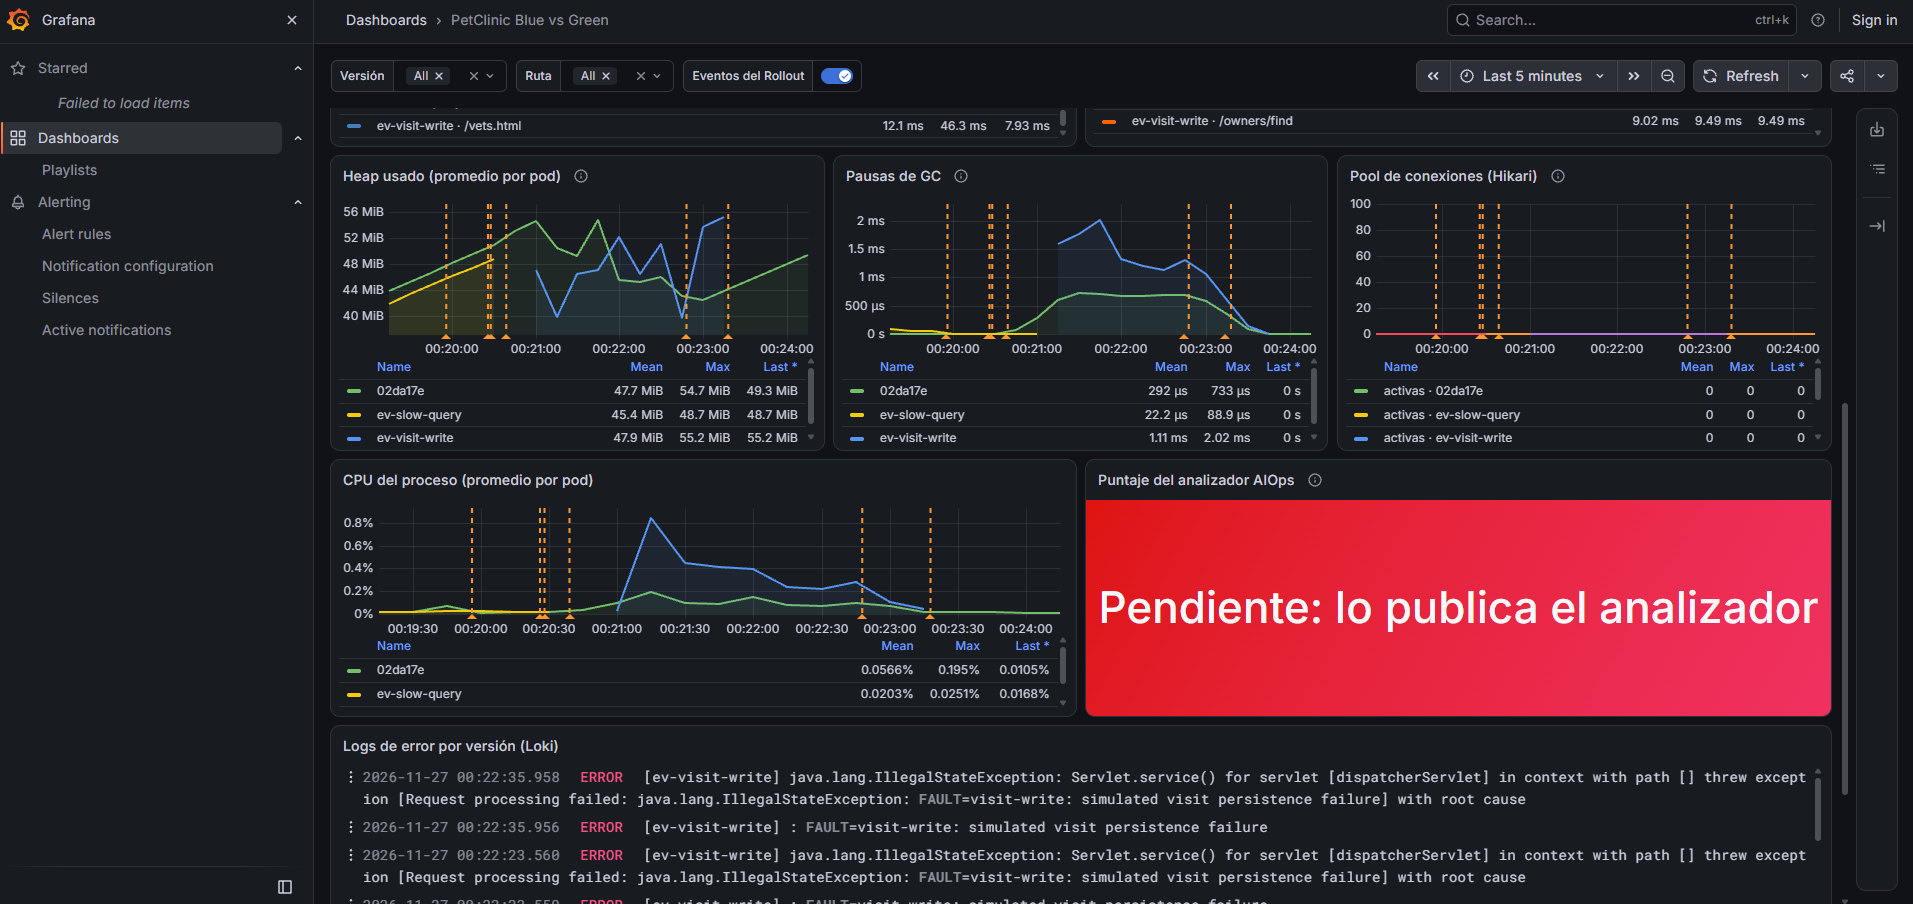 Grafana
Dashboards › PetClinic Blue vs Green
Search...
ctrl+k
Sign in
Starred
Failed to load items
Dashboards
Playlists
Alerting
Alert rules
Notification configuration
Silences
Active notifications
Versión All
Ruta All
Eventos del Rollout
Last 5 minutes
Refresh
ev-visit-write · /vets.html 12.1 ms 46.3 ms 7.93 ms
ev-visit-write · /owners/find 9.02 ms 9.49 ms 9.49 ms
Heap usado (promedio por pod)
56 MiB
52 MiB
48 MiB
44 MiB
40 MiB
00:20:00 00:21:00 00:22:00 00:23:00 00:24:00
Name Mean Max Last *
02da17e 47.7 MiB 54.7 MiB 49.3 MiB
ev-slow-query 45.4 MiB 48.7 MiB 48.7 MiB
ev-visit-write 47.9 MiB 55.2 MiB 55.2 MiB
Pausas de GC
2 ms
1.5 ms
1 ms
500 µs
0 s
00:20:00 00:21:00 00:22:00 00:23:00 00:24:00
Name Mean Max Last *
02da17e 292 µs 733 µs 0 s
ev-slow-query 22.2 µs 88.9 µs 0 s
ev-visit-write 1.11 ms 2.02 ms 0 s
Pool de conexiones (Hikari)
100
80
60
40
20
0
00:20:00 00:21:00 00:22:00 00:23:00 00:24:00
Name Mean Max Last *
activas · 02da17e 0 0 0
activas · ev-slow-query 0 0 0
activas · ev-visit-write 0 0 0
CPU del proceso (promedio por pod)
0.8%
0.6%
0.4%
0.2%
0%
00:19:30 00:20:00 00:20:30 00:21:00 00:21:30 00:22:00 00:22:30 00:23:00 00:23:30 00:24:00
Name Mean Max Last *
02da17e 0.0566% 0.195% 0.0105%
ev-slow-query 0.0203% 0.0251% 0.0168%
Puntaje del analizador AIOps
Pendiente: lo publica el analizador
Logs de error por versión (Loki)
2026-11-27 00:22:35.958 ERROR [ev-visit-write] java.lang.IllegalStateException: Servlet.service() for servlet [dispatcherServlet] in context with path [] threw except
ion [Request processing failed: java.lang.IllegalStateException: FAULT=visit-write: simulated visit persistence failure] with root cause
2026-11-27 00:22:35.956 ERROR [ev-visit-write] : FAULT=visit-write: simulated visit persistence failure
2026-11-27 00:22:23.560 ERROR [ev-visit-write] java.lang.IllegalStateException: Servlet.service() for servlet [dispatcherServlet] in context with path [] threw except
ion [Request processing failed: java.lang.IllegalStateException: FAULT=visit-write: simulated visit persistence failure] with root cause